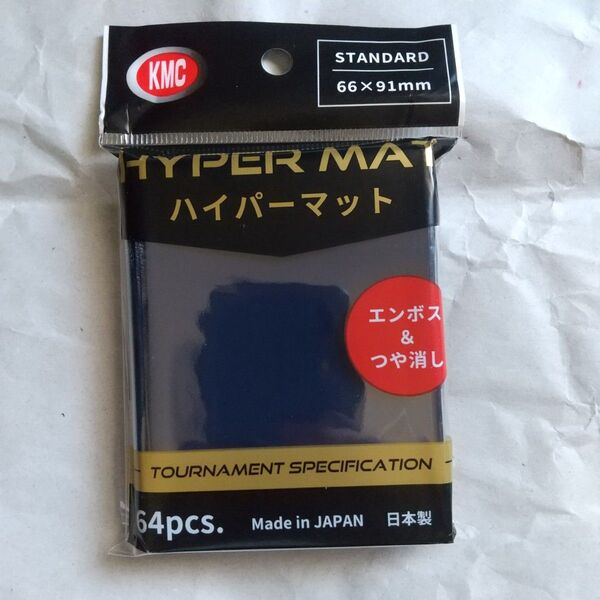 KMC
STANDARD
66×91mm
HYPER MAT
ハイパーマット
エンボス
&
つや消し
TOURNAMENT SPECIFICATION
64pcs.
Made in JAPAN
日本製